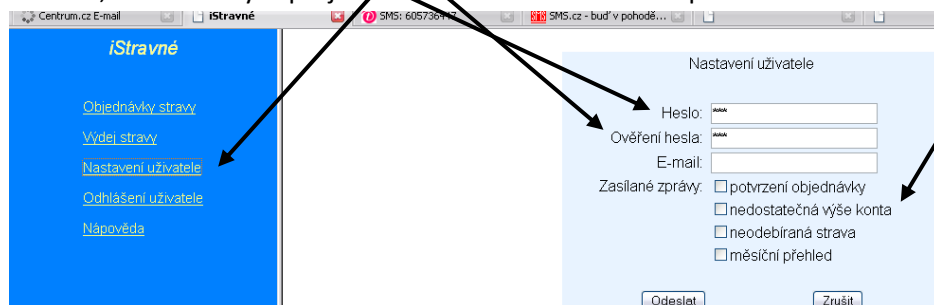 Centrum.cz E-mail
iStravné
SMS: 605736447
SMS.cz - buď v pohodě...
iStravné
Nastavení uživatele
Objednávky stravy
Výdej stravy
Nastavení uživatele
Odhlášení uživatele
Nápověda
Heslo: ****
Ověření hesla: ****
E-mail:
Zasílané zprávy:
potvrzení objednávky
nedostatečná výše konta
neodebíraná strava
měsíční přehled
Odeslat
Zrušit